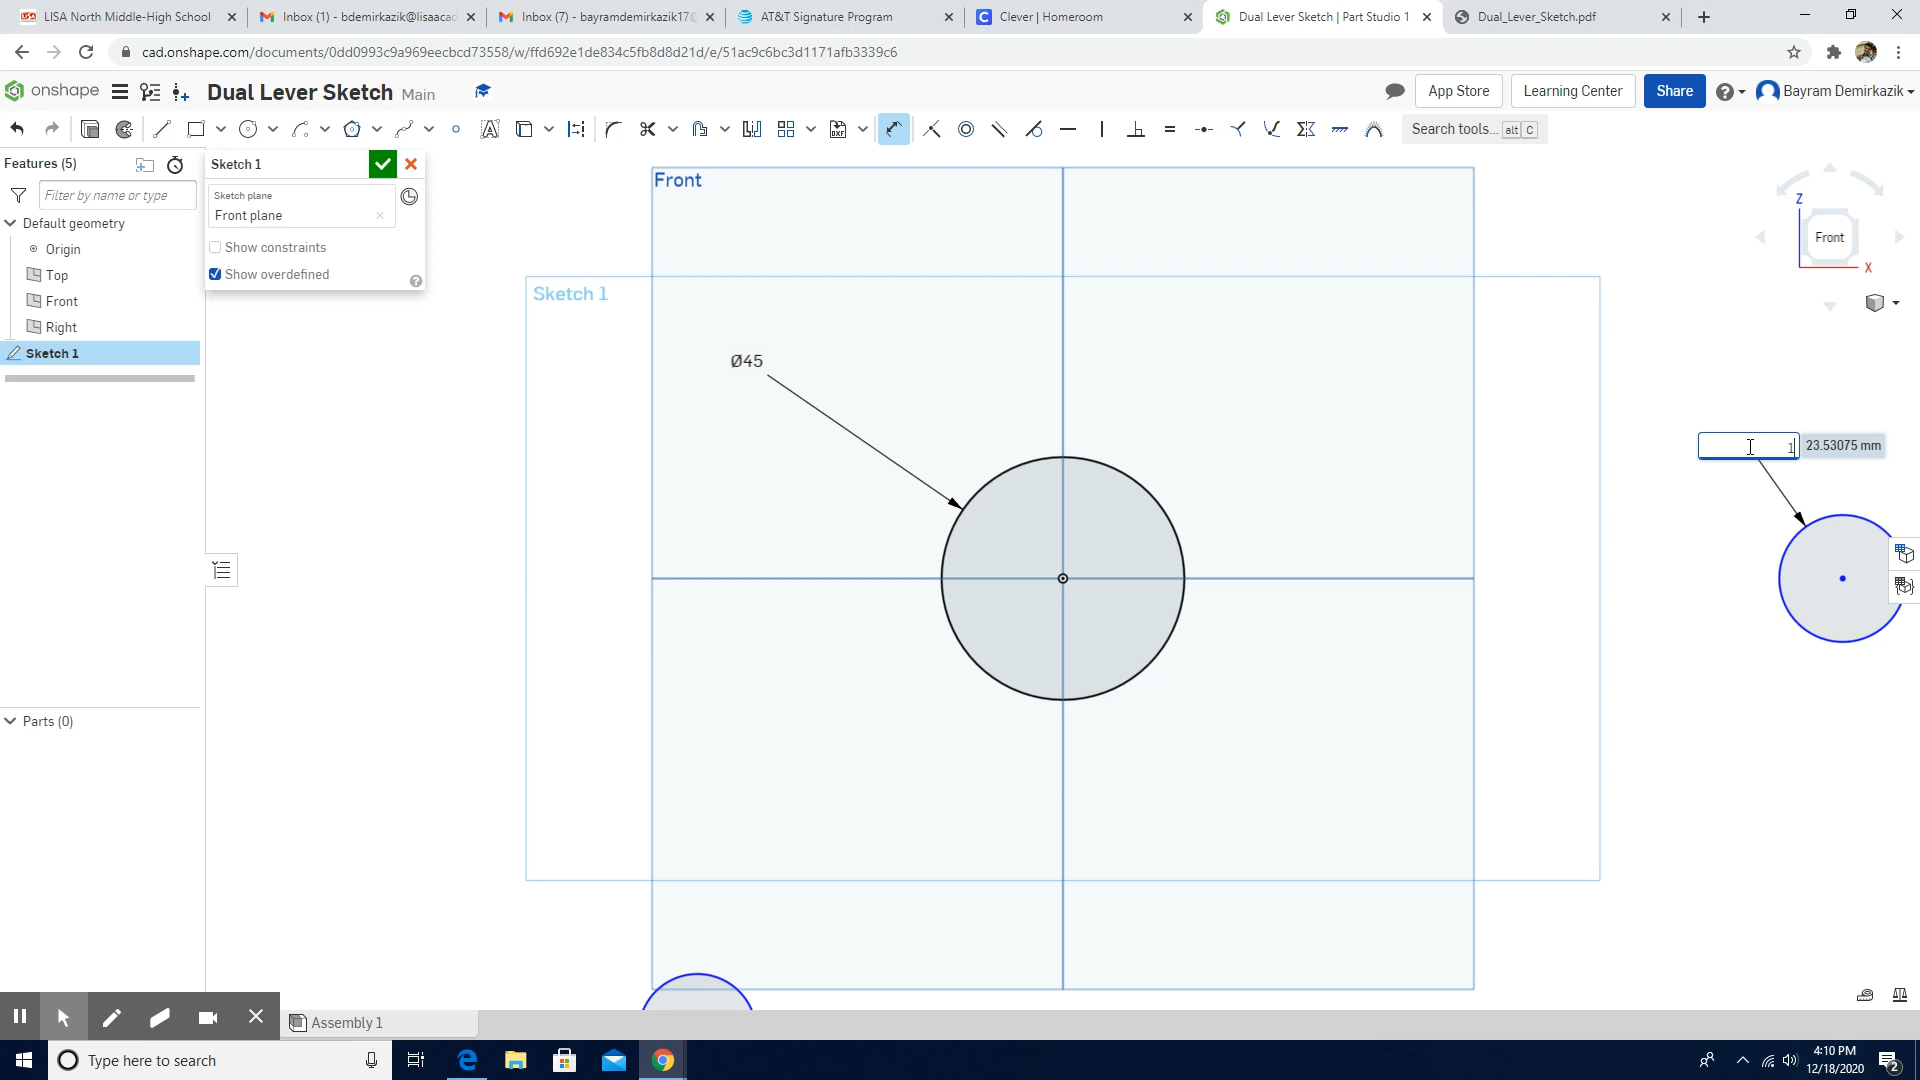 LISA North Middle-High School
Inbox (1) - bdemirkazik@lisaacac
Inbox (7) - bayramdemirkazik17@
AT&T Signature Program
Clever | Homeroom
Dual Lever Sketch | Part Studio 1
Dual_Lever_Sketch.pdf
cad.onshape.com/documents/0dd0993c9a969eecbcd73558/w/ffd692e1de834c5fb8d8d21d/e/51ac9c6bc3d1171afb3339c6
onshape
Dual Lever Sketch Main
App Store
Learning Center
Share
Bayram Demirkazik
Search tools... alt C
Features (5)
Filter by name or type
Default geometry
Origin
Top
Front
Right
Sketch 1
Parts (0)
Sketch 1
Sketch plane
Front plane
Show constraints
Show overdefined
Front
Sketch 1
Ø45
1
23.53075 mm
Z
Front
X
Assembly 1
Type here to search
4:10 PM
12/18/2020
2